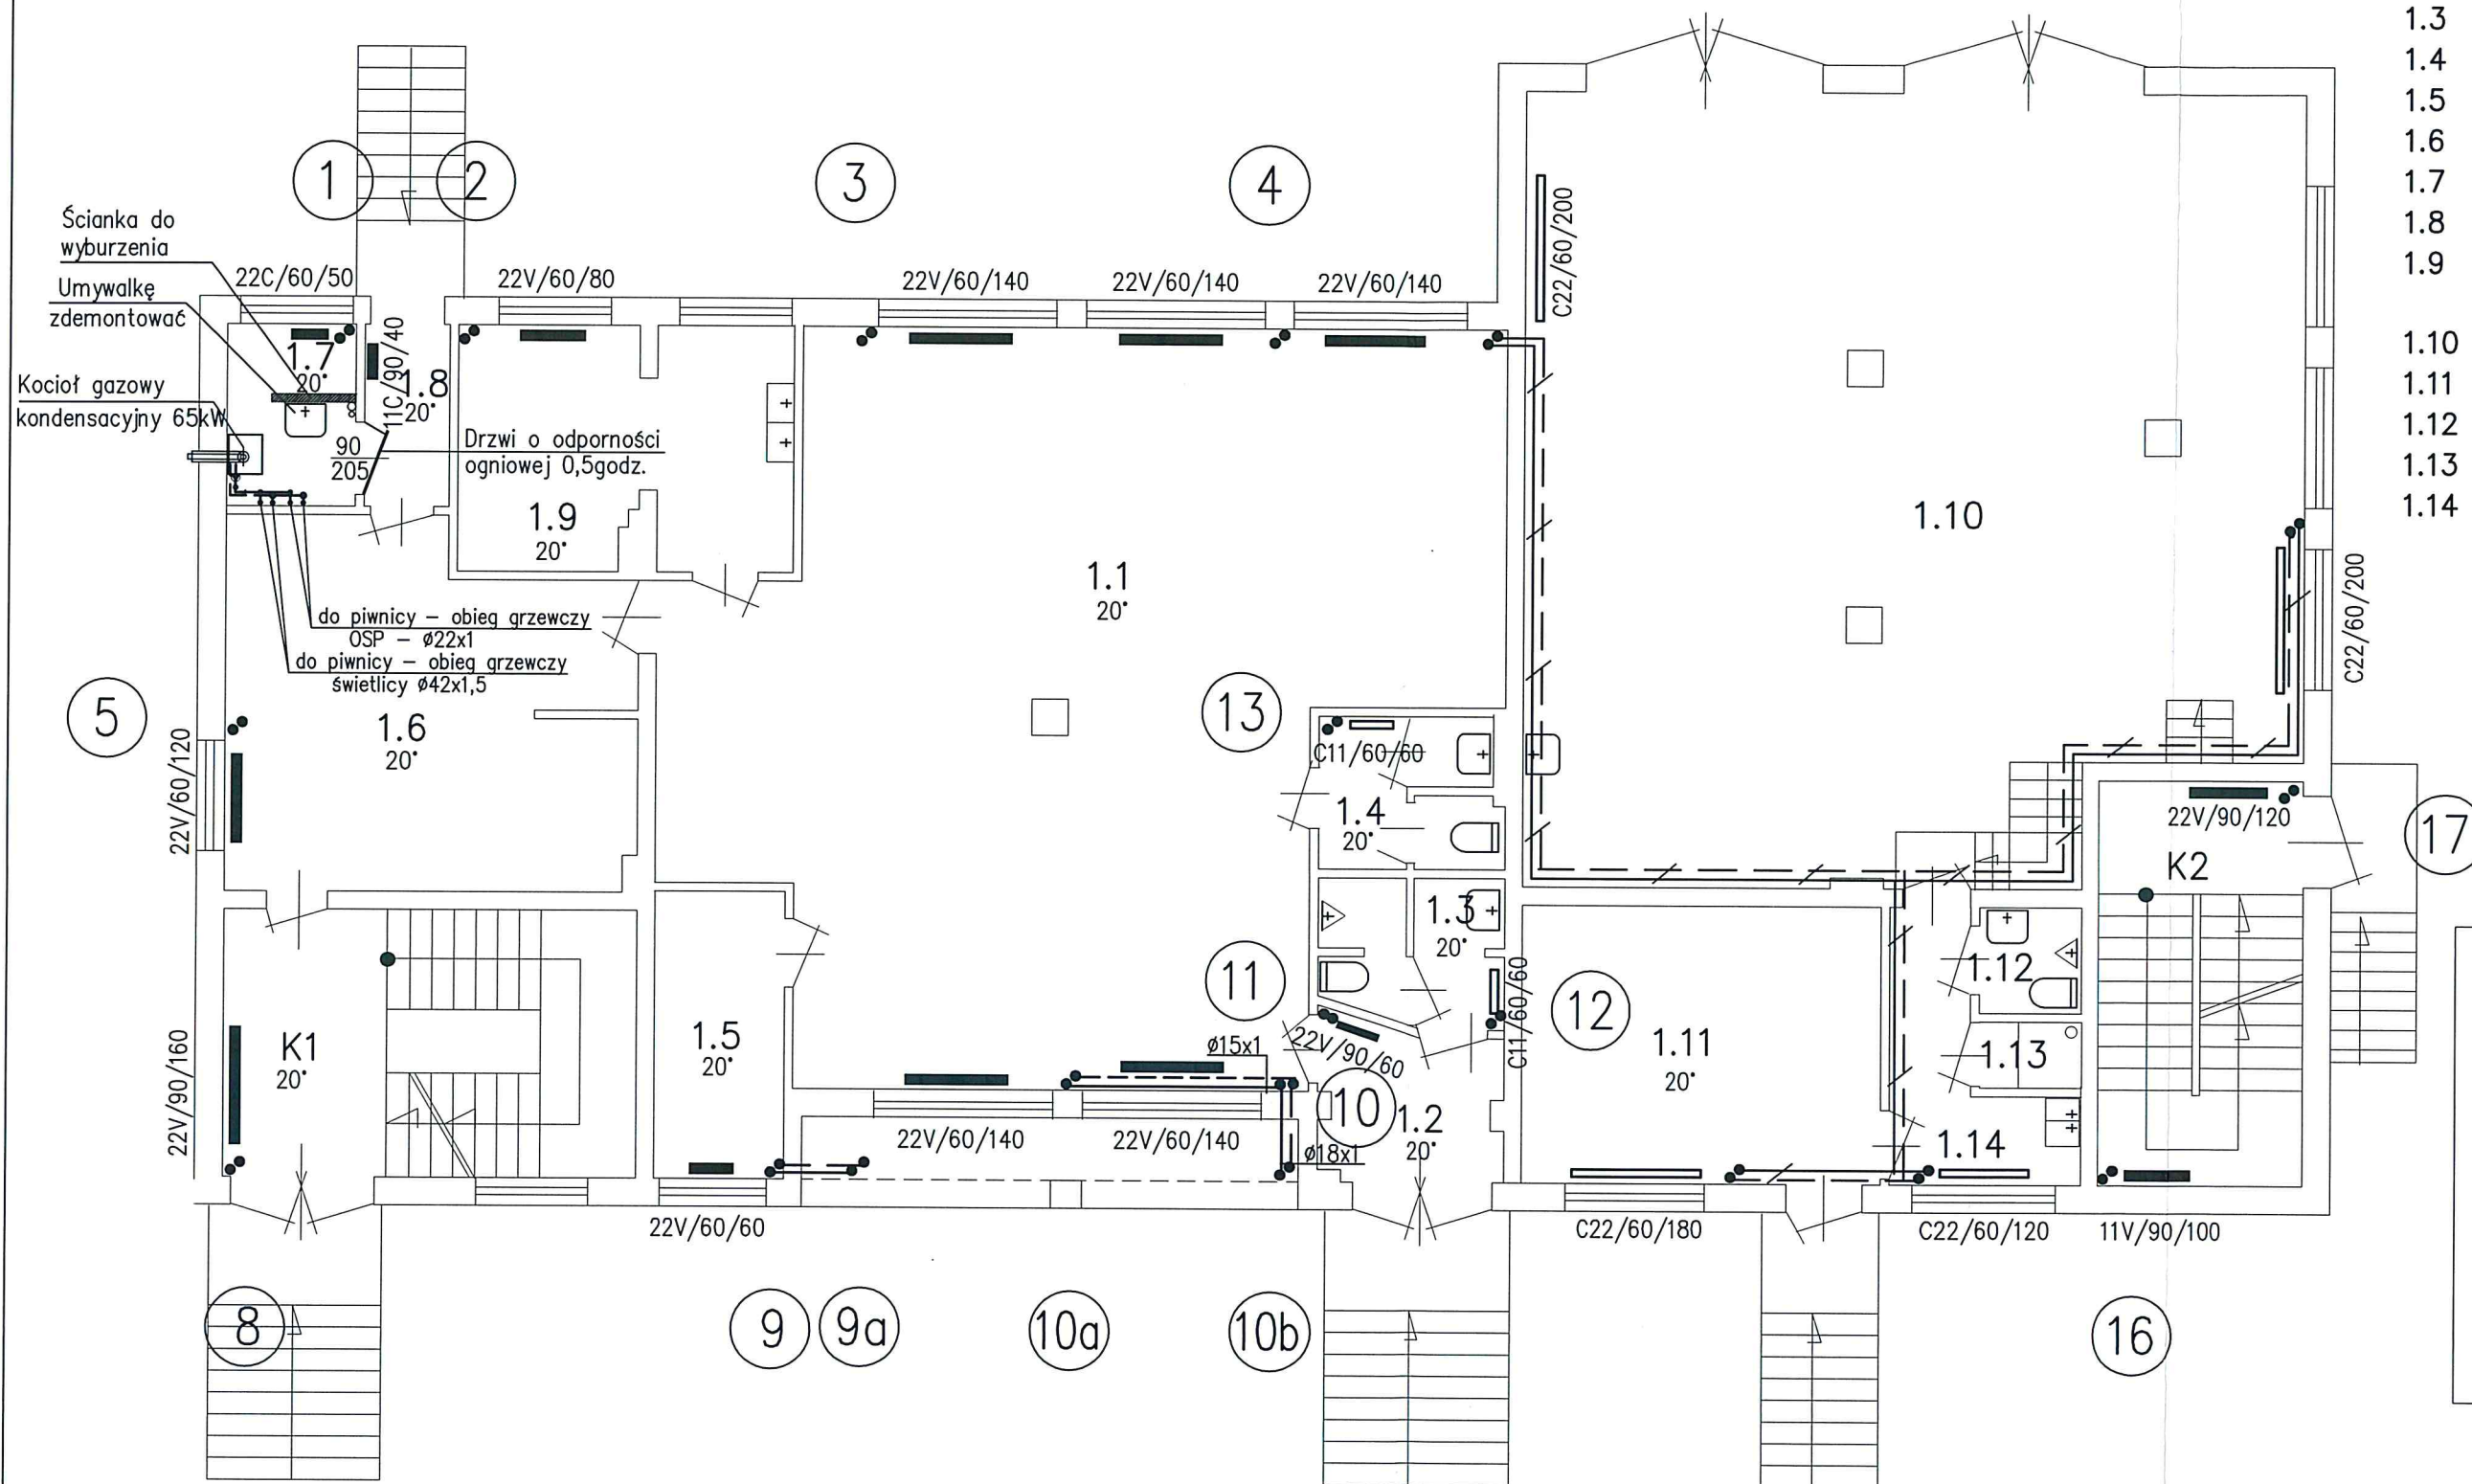 1.3
1.4
1.5
1.6
1.7
1.8
1.9
1.10
1.11
1.12
1.13
1.14
1
2
3
4
Ścianka do
wyburzenia
Umywalkę
zdemontować
Kocioł gazowy
kondensacyjny 65kW
22C/60/50
22V/60/80
22V/60/140
22V/60/140
22V/60/140
C22/60/200
1.7
20°
11C/90/40
1.8
20°
90
205
Drzwi o odporności
ogniowej 0,5godz.
1.9
20°
1.10
1.1
20°
C22/60/200
do piwnicy – obieg grzewczy
OSP – ø22x1
do piwnicy – obieg grzewczy
świetlicy ø42x1,5
5
1.6
20°
22V/60/120
13
C11/60/60
1.4
20°
22V/90/120
K2
17
1.3
20°
11
C11/60/60
12
1.12
22V/90/160
K1
20°
1.5
20°
ø15x1
22V/90/60
1.11
20°
1.13
10
1.2
20°
22V/60/140
22V/60/140
ø18x1
1.14
22V/60/60
C22/60/180
C22/60/120
11V/90/100
8
9
9a
10a
10b
16